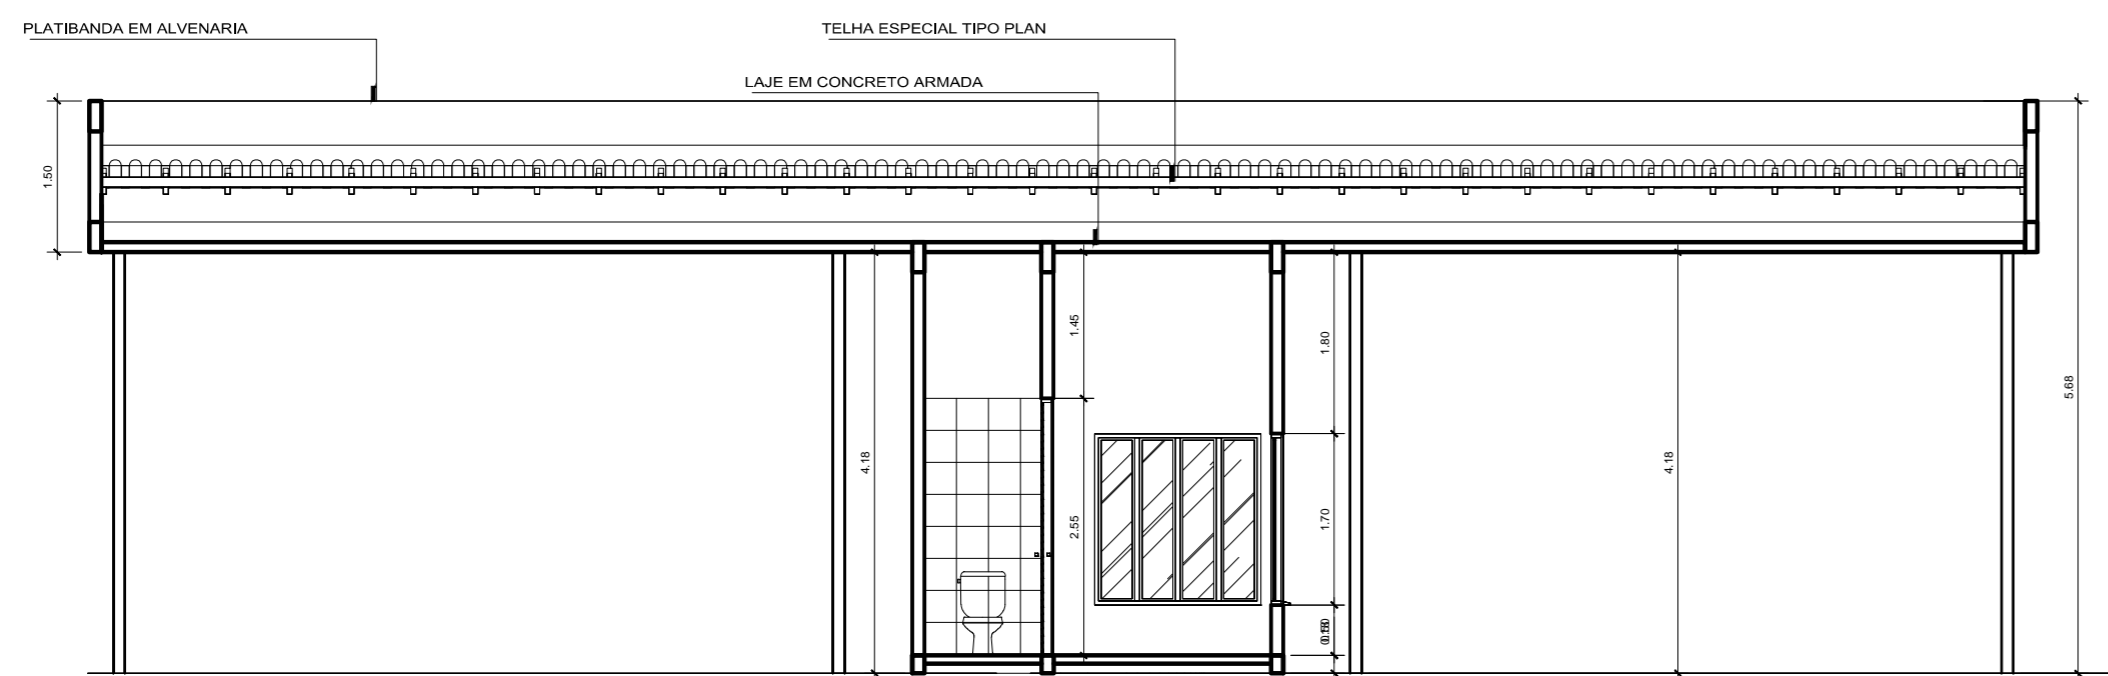 PLATIBANDA EM ALVENARIA
TELHA ESPECIAL TIPO PLAN
LAJE EM CONCRETO ARMADA
1.50
1.45
1.80
5.68
4.18
4.18
2.55
1.70